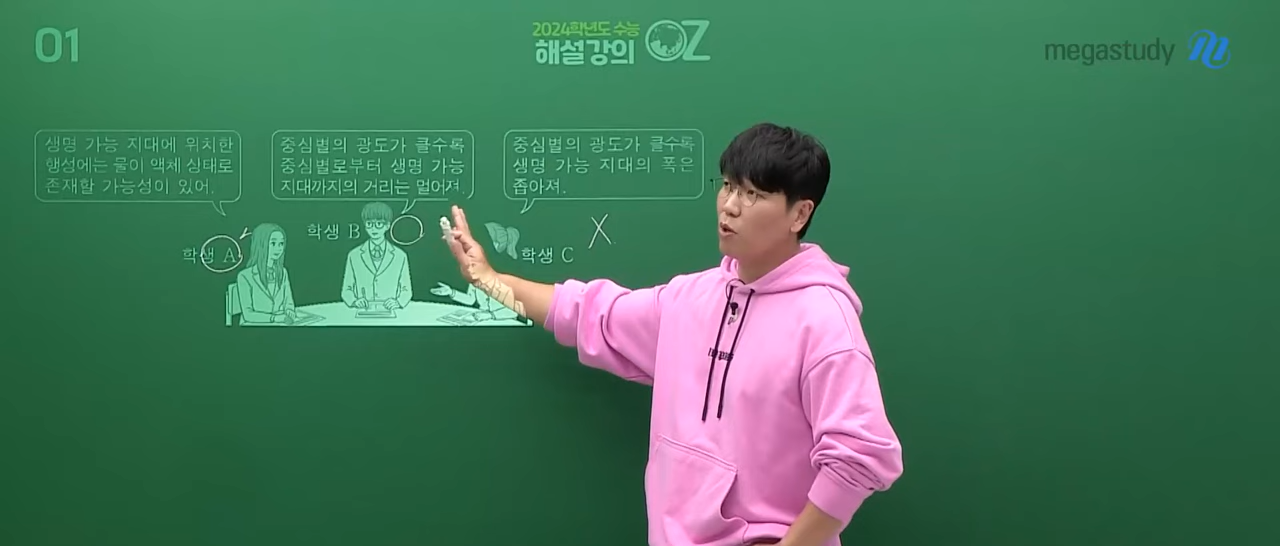 01
2024학년도 수능
해설강의 OZ
megastudy
생명 가능 지대에 위치한
행성에는 물이 액체 상태로
존재할 가능성이 있어.
중심별의 광도가 클수록
중심별로부터 생명 가능
지대까지의 거리는 멀어져.
중심별의 광도가 클수록
생명 가능 지대의 폭은
좁아져.
학생 A
학생 B
학생 C
X